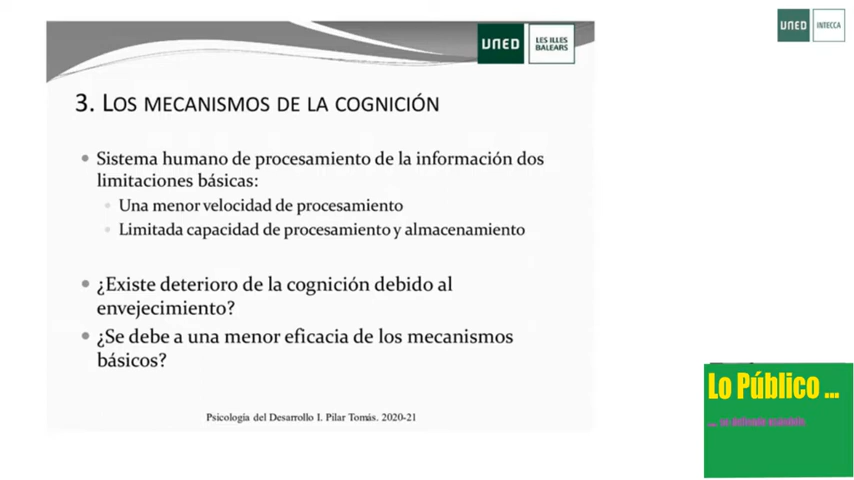 UNED
LES ILLES
BALEARS
UNED
INTECCA
3. LOS MECANISMOS DE LA COGNICIÓN
Sistema humano de procesamiento de la información dos
limitaciones básicas:
Una menor velocidad de procesamiento
Limitada capacidad de procesamiento y almacenamiento
¿Existe deterioro de la cognición debido al
envejecimiento?
¿Se debe a una menor eficacia de los mecanismos
básicos?
Psicología del Desarrollo I. Pilar Tomás. 2020-21
Lo Público ...